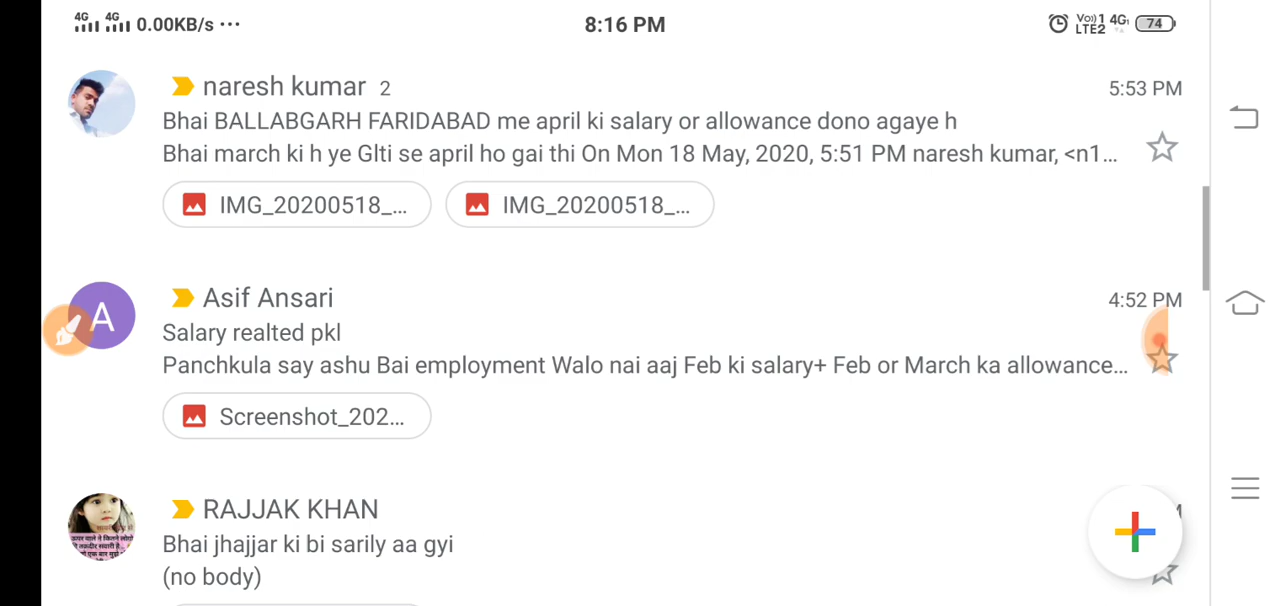 4G 4G 0.00KB/s ... 8:16 PM Vo)) 1 LTE2 4G 74
naresh kumar 2 5:53 PM
Bhai BALLABGARH FARIDABAD me april ki salary or allowance dono agaye h
Bhai march ki h ye Glti se april ho gai thi On Mon 18 May, 2020, 5:51 PM naresh kumar, <n1...
IMG_20200518_... IMG_20200518_...
A Asif Ansari 4:52 PM
Salary realted pkl
Panchkula say ashu Bai employment Walo nai aaj Feb ki salary+ Feb or March ka allowance...
Screenshot_202...
RAJJAK KHAN
Bhai jhajjar ki bi sarily aa gyi
(no body)